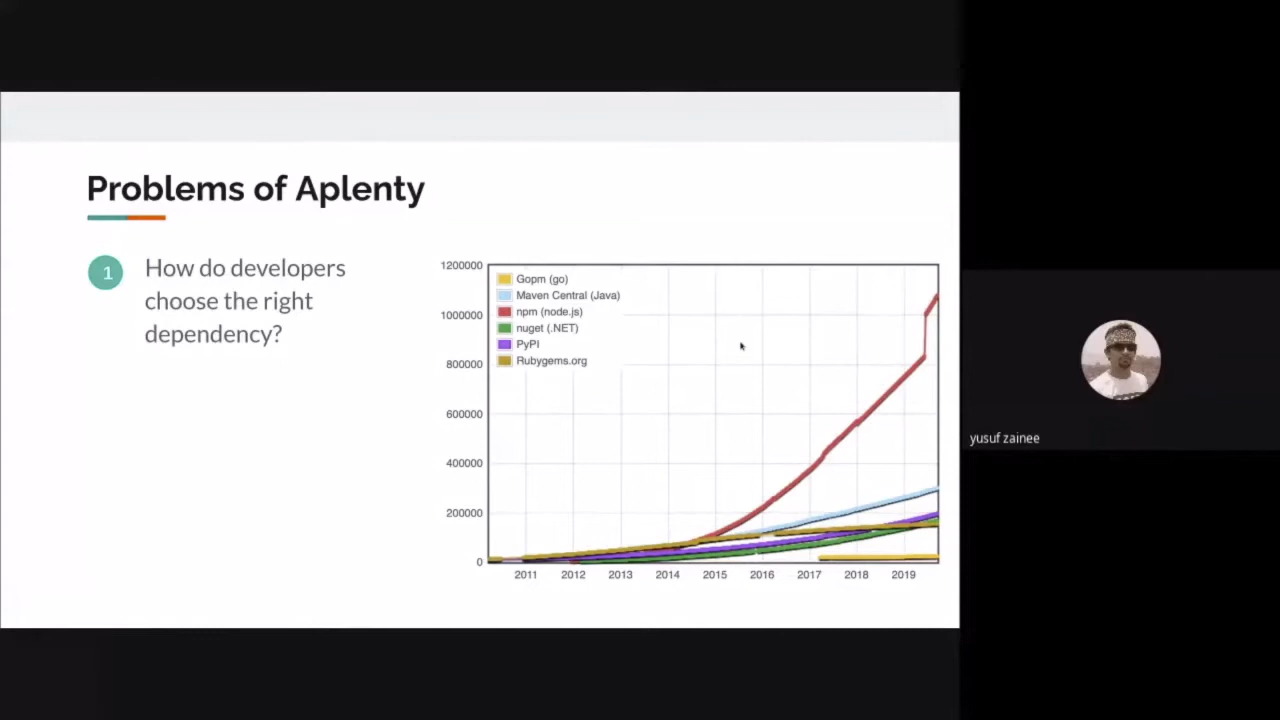 Problems of Aplenty
1
How do developers
choose the right
dependency?
1200000
1000000
800000
600000
400000
200000
0
Gopm (go)
Maven Central (Java)
npm (node.js)
nuget (.NET)
PyPI
Rubygems.org
2011 2012 2013 2014 2015 2016 2017 2018 2019
yusuf zainee